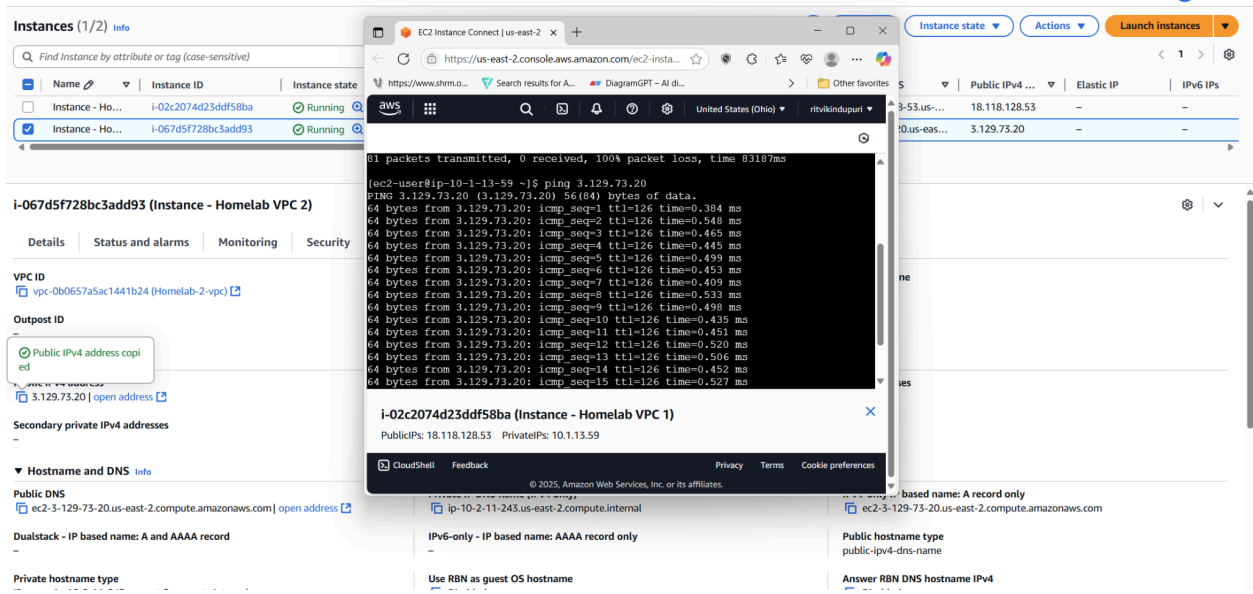 Instances (1/2) Info
Instance state ▼
Actions ▼
Launch instances ▼
Find Instance by attribute or tag (case-sensitive)
1
Name
Instance ID
Instance state
Public IPv4 ...
Elastic IP
IPv6 IPs
Instance - Ho...
i-02c2074d23ddf58ba
Running
3-53.us-...
18.118.128.53
–
–
Instance - Ho...
i-067d5f728bc3add93
Running
20.us-eas...
3.129.73.20
–
–
i-067d5f728bc3add93 (Instance - Homelab VPC 2)
Details
Status and alarms
Monitoring
Security
VPC ID
vpc-0b0657a5ac1441b24 (Homelab-2-vpc)
Outpost ID
–
Public IPv4 address copi
ed
3.129.73.20 | open address
Secondary private IPv4 addresses
–
▼ Hostname and DNS Info
Public DNS
ec2-3-129-73-20.us-east-2.compute.amazonaws.com | open address
ip-10-2-11-243.us-east-2.compute.internal
IPv4-only IP based name: A record only
ec2-3-129-73-20.us-east-2.compute.amazonaws.com
Dualstack - IP based name: A and AAAA record
–
IPv6-only - IP based name: AAAA record only
–
Public hostname type
public-ipv4-dns-name
Private hostname type
Use RBN as guest OS hostname
Answer RBN DNS hostname IPv4
EC2 Instance Connect | us-east-2
https://us-east-2.console.aws.amazon.com/ec2-insta...
https://www.shrm.o...
Search results for A...
DiagramGPT – AI di...
Other favorites
aws
United States (Ohio) ▼
ritvikindupuri ▼
81 packets transmitted, 0 received, 100% packet loss, time 83187ms
[ec2-user@ip-10-1-13-59 ~]$ ping 3.129.73.20
PING 3.129.73.20 (3.129.73.20) 56(84) bytes of data.
64 bytes from 3.129.73.20: icmp_seq=1 ttl=126 time=0.384 ms
64 bytes from 3.129.73.20: icmp_seq=2 ttl=126 time=0.548 ms
64 bytes from 3.129.73.20: icmp_seq=3 ttl=126 time=0.465 ms
64 bytes from 3.129.73.20: icmp_seq=4 ttl=126 time=0.445 ms
64 bytes from 3.129.73.20: icmp_seq=5 ttl=126 time=0.499 ms
64 bytes from 3.129.73.20: icmp_seq=6 ttl=126 time=0.453 ms
64 bytes from 3.129.73.20: icmp_seq=7 ttl=126 time=0.409 ms
64 bytes from 3.129.73.20: icmp_seq=8 ttl=126 time=0.533 ms
64 bytes from 3.129.73.20: icmp_seq=9 ttl=126 time=0.498 ms
64 bytes from 3.129.73.20: icmp_seq=10 ttl=126 time=0.435 ms
64 bytes from 3.129.73.20: icmp_seq=11 ttl=126 time=0.451 ms
64 bytes from 3.129.73.20: icmp_seq=12 ttl=126 time=0.520 ms
64 bytes from 3.129.73.20: icmp_seq=13 ttl=126 time=0.506 ms
64 bytes from 3.129.73.20: icmp_seq=14 ttl=126 time=0.452 ms
64 bytes from 3.129.73.20: icmp_seq=15 ttl=126 time=0.527 ms
i-02c2074d23ddf58ba (Instance - Homelab VPC 1)
PublicIPs: 18.118.128.53 PrivateIPs: 10.1.13.59
CloudShell
Feedback
Privacy
Terms
Cookie preferences
© 2025, Amazon Web Services, Inc. or its affiliates.